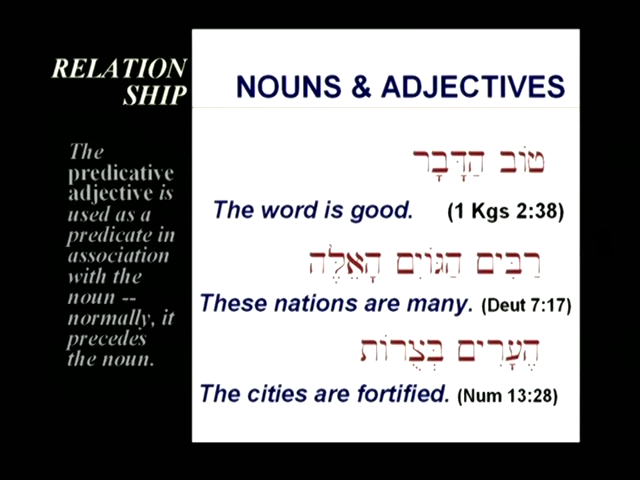 RELATION
SHIP
The
predicative
adjective is
used as a
predicate in
association
with the
noun --
normally, it
precedes
the noun.
NOUNS & ADJECTIVES
טוֹב הַדָּבָר
The word is good. (1 Kgs 2:38)
רַבִּים הַגּוֹיִם הָאֵלֶּה
These nations are many. (Deut 7:17)
הֶעָרִים בְּצֻרוֹת
The cities are fortified. (Num 13:28)